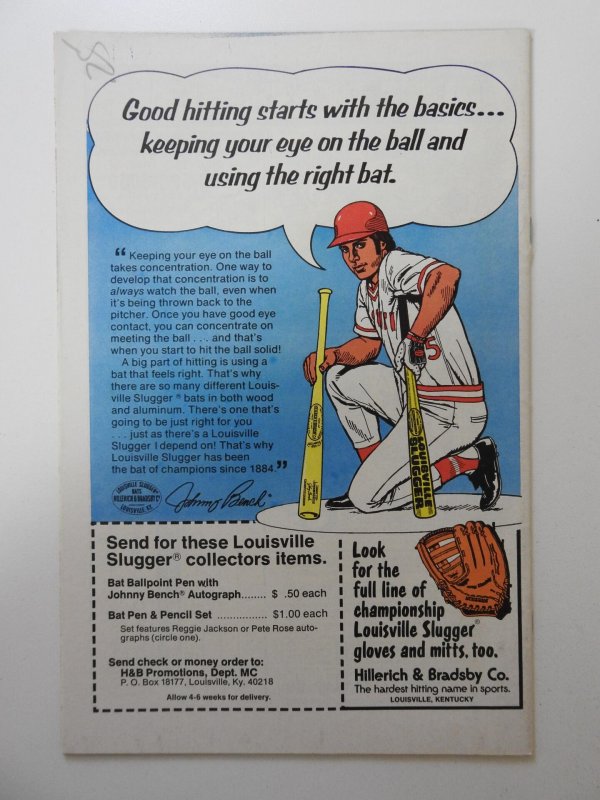 25
Good hitting starts with the basics...
keeping your eye on the ball and
using the right bat.
“Keeping your eye on the ball
takes concentration. One way to
develop that concentration is to
always watch the ball, even when
it's being thrown back to the
pitcher. Once you have good eye
contact, you can concentrate on
meeting the ball . . . and that's
when you start to hit the ball solid!
A big part of hitting is using a
bat that feels right. That's why
there are so many different Louis-
ville Slugger® bats in both wood
and aluminum. There's one that's
going to be just right for you
. . . just as there's a Louisville
Slugger I depend on! That's why
Louisville Slugger has been
the bat of champions since 1884.”
LOUISVILLE SLUGGER
BATS
HILLERICH & BRADSBY CO
LOUISVILLE, KY.
Johnny Bench
5
LOUISVILLE
SLUGGER
Send for these Louisville
Slugger® collectors items.
Bat Ballpoint Pen with
Johnny Bench® Autograph....... $ .50 each
Bat Pen & Pencil Set ................ $1.00 each
Set features Reggie Jackson or Pete Rose auto-
graphs (circle one).
Send check or money order to:
H&B Promotions, Dept. MC
P. O. Box 18177, Louisville, Ky. 40218
Allow 4-6 weeks for delivery.
Look
for the
full line of
championship
Louisville Slugger®
gloves and mitts, too.
Hillerich & Bradsby Co.
The hardest hitting name in sports.
LOUISVILLE, KENTUCKY